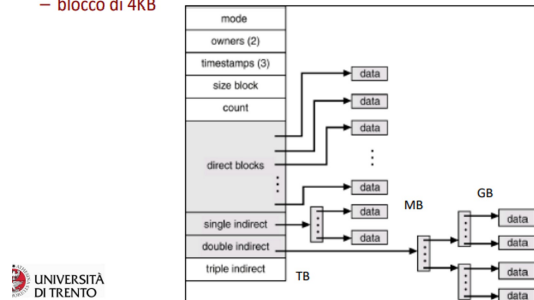 – blocco di 4KB
mode
owners (2)
timestamps (3)
size block
count
direct blocks
single indirect
double indirect
triple indirect
data
data
data
data
data
data
MB
GB
TB
data
data
data
data
UNIVERSITÀ
DI TRENTO